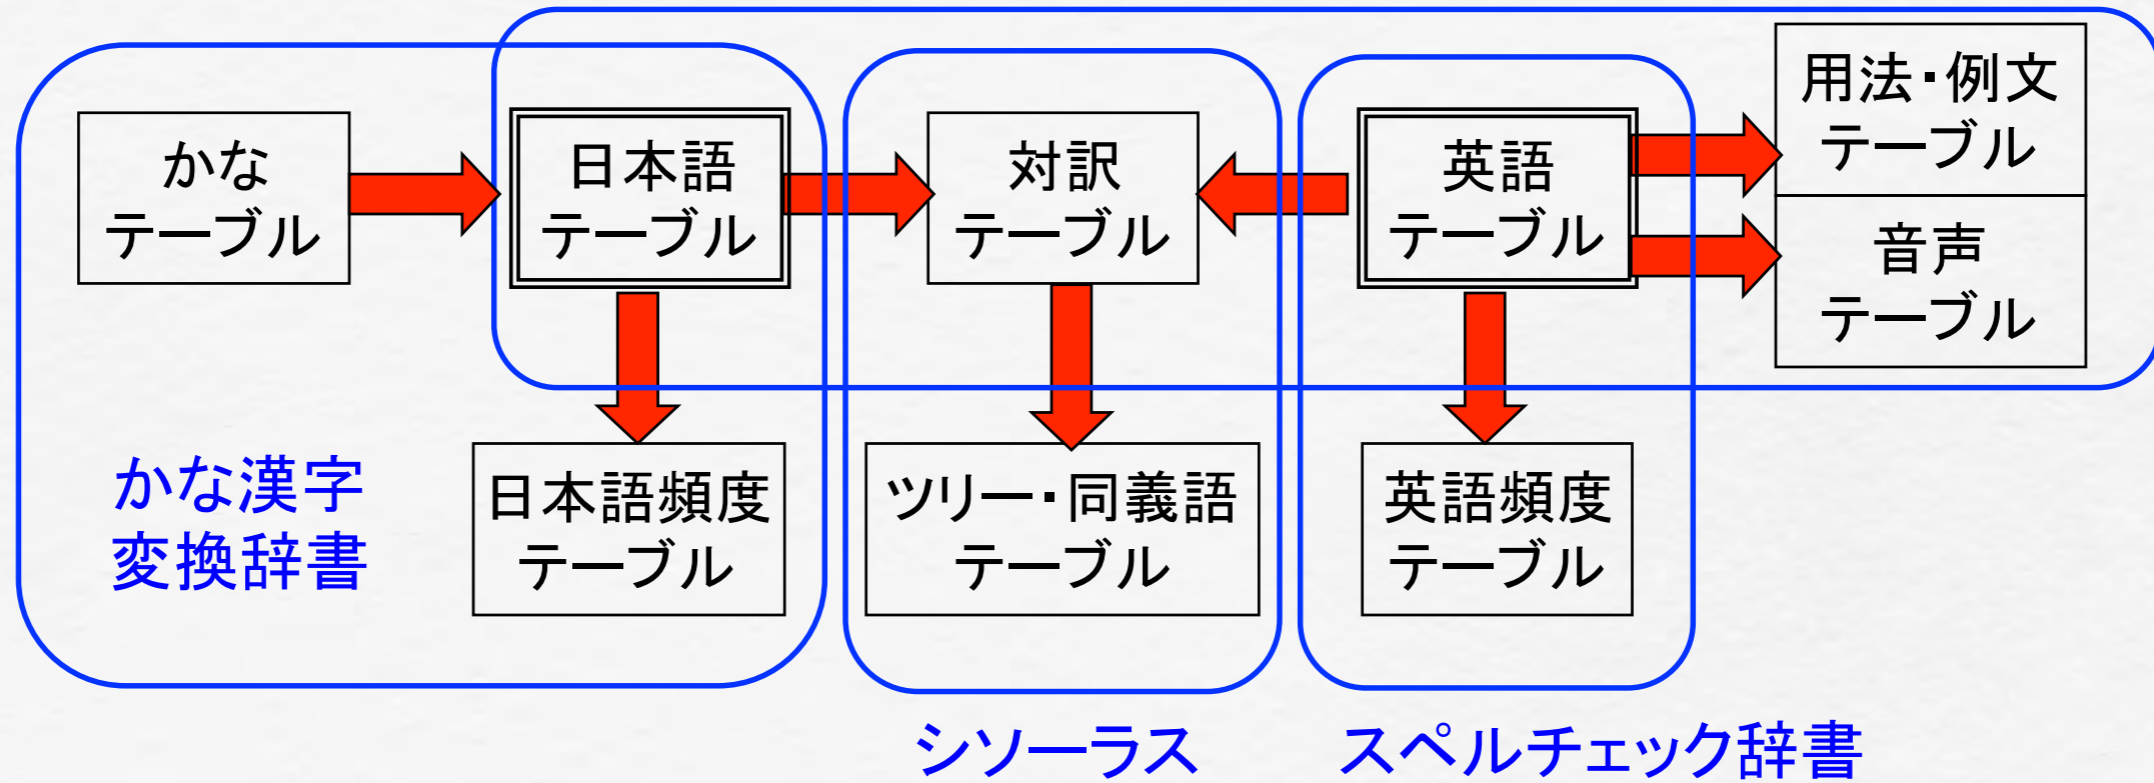 かな
テーブル
日本語
テーブル
対訳
テーブル
英語
テーブル
用法・例文
テーブル
音声
テーブル
かな漢字
変換辞書
日本語頻度
テーブル
ツリー・同義語
テーブル
英語頻度
テーブル
シソーラス
スペルチェック辞書